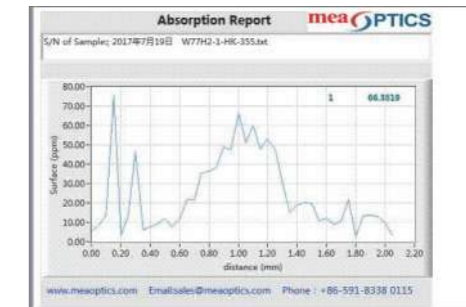 Absorption Report
meaOPTICS
S/N of Sample:; 2017年7月19日 W77H2-1-HK-355.txt
1 66.3819
80.00
70.00
60.00
50.00
40.00
30.00
20.00
10.00
0.00
Surface (ppm)
0.00 0.20 0.40 0.60 0.80 1.00 1.20 1.40 1.60 1.80 2.00 2.20
distance (mm)
www.meaoptics.com Email:sales@meaoptics.com Phone : +86-591-8338 0115